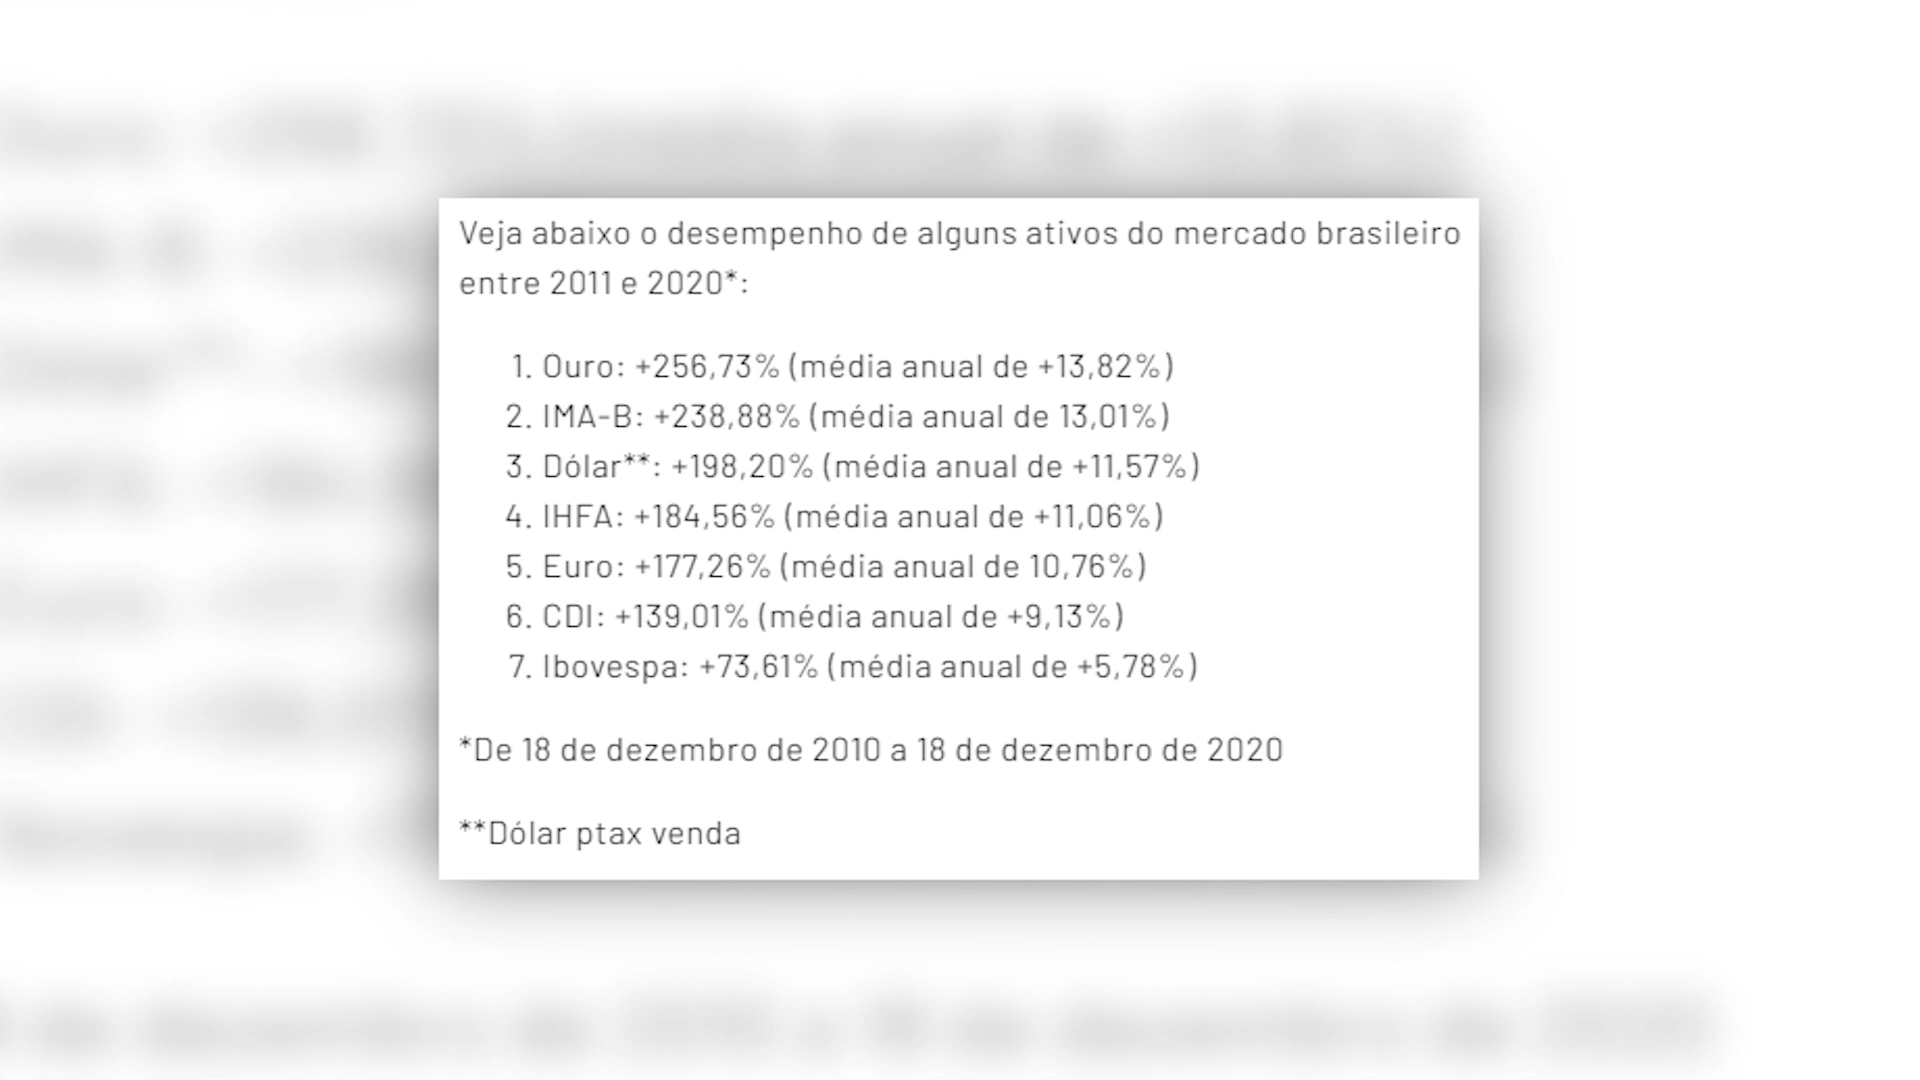 Veja abaixo o desempenho de alguns ativos do mercado brasileiro
entre 2011 e 2020*:
1. Ouro: +256,73% (média anual de +13,82%)
2. IMA-B: +238,88% (média anual de 13,01%)
3. Dólar**: +198,20% (média anual de +11,57%)
4. IHFA: +184,56% (média anual de +11,06%)
5. Euro: +177,26% (média anual de 10,76%)
6. CDI: +139,01% (média anual de +9,13%)
7. Ibovespa: +73,61% (média anual de +5,78%)
*De 18 de dezembro de 2010 a 18 de dezembro de 2020
**Dólar ptax venda